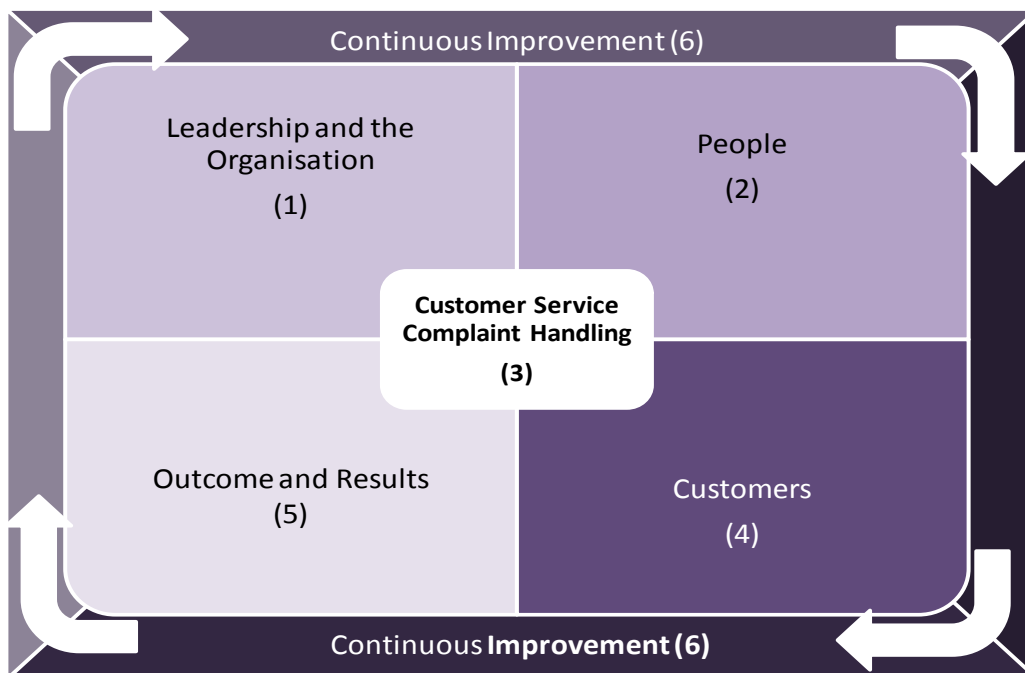 Continuous Improvement (6)
Leadership and the
Organisation
(1)
People
(2)
Customer Service
Complaint Handling
(3)
Outcome and Results
(5)
Customers
(4)
Continuous Improvement (6)